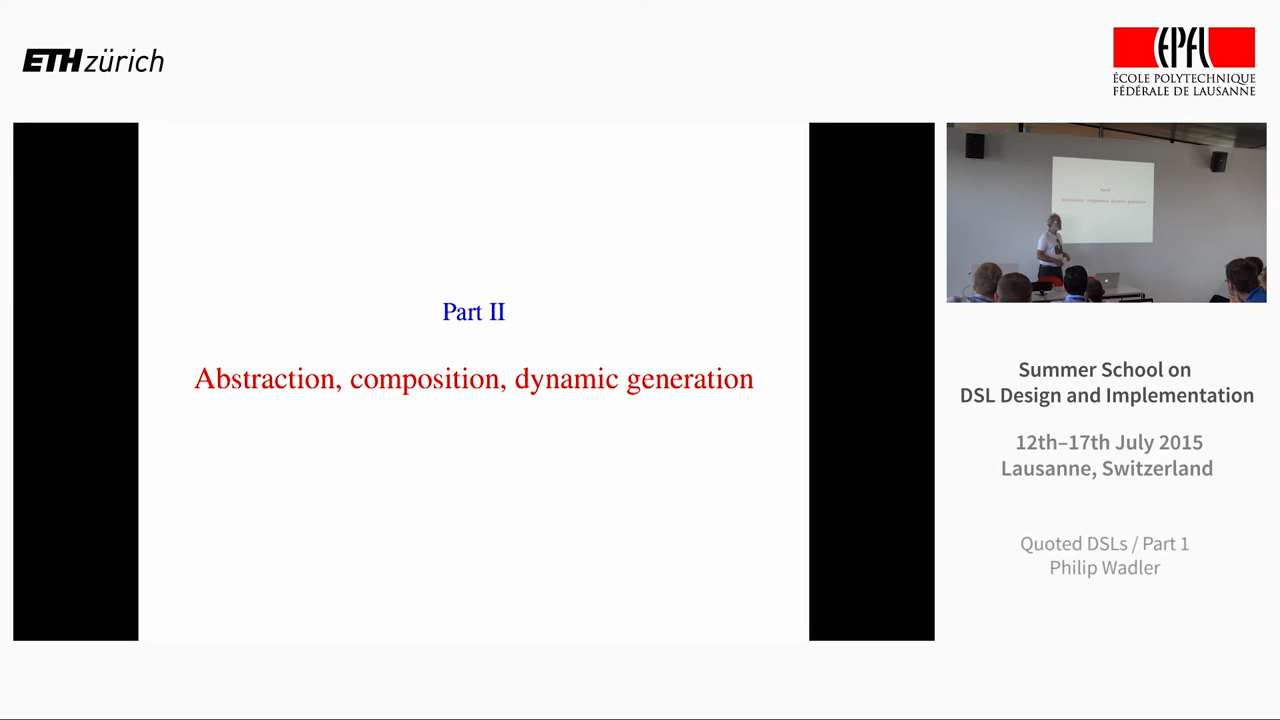 ETH zürich
EPFL
ÉCOLE POLYTECHNIQUE
FÉDÉRALE DE LAUSANNE
Part II
Abstraction, composition, dynamic generation
Summer School on
DSL Design and Implementation
12th–17th July 2015
Lausanne, Switzerland
Quoted DSLs / Part 1
Philip Wadler